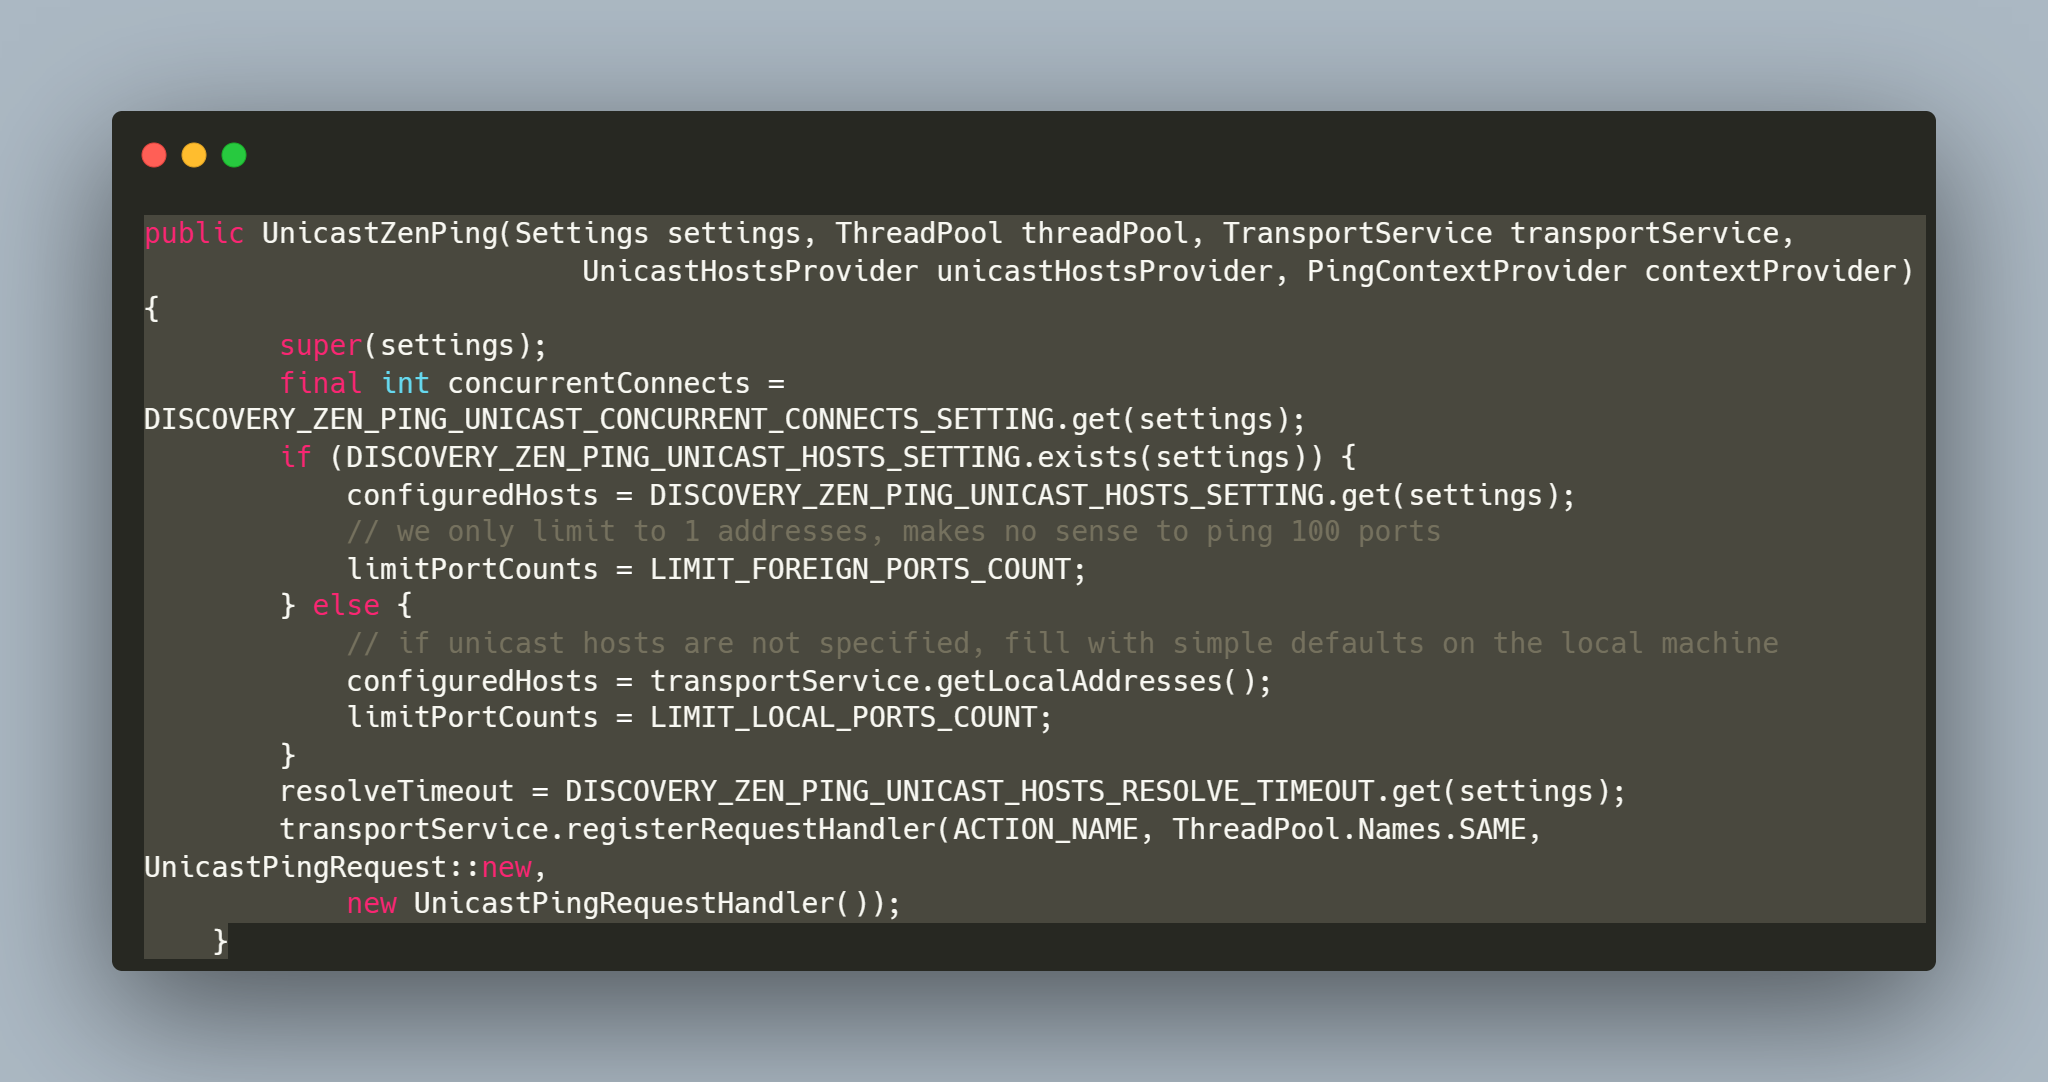 public UnicastZenPing(Settings settings, ThreadPool threadPool, TransportService transportService,
                          UnicastHostsProvider unicastHostsProvider, PingContextProvider contextProvider)
{
        super(settings);
        final int concurrentConnects =
DISCOVERY_ZEN_PING_UNICAST_CONCURRENT_CONNECTS_SETTING.get(settings);
        if (DISCOVERY_ZEN_PING_UNICAST_HOSTS_SETTING.exists(settings)) {
            configuredHosts = DISCOVERY_ZEN_PING_UNICAST_HOSTS_SETTING.get(settings);
            // we only limit to 1 addresses, makes no sense to ping 100 ports
            limitPortCounts = LIMIT_FOREIGN_PORTS_COUNT;
        } else {
            // if unicast hosts are not specified, fill with simple defaults on the local machine
            configuredHosts = transportService.getLocalAddresses();
            limitPortCounts = LIMIT_LOCAL_PORTS_COUNT;
        }
        resolveTimeout = DISCOVERY_ZEN_PING_UNICAST_HOSTS_RESOLVE_TIMEOUT.get(settings);
        transportService.registerRequestHandler(ACTION_NAME, ThreadPool.Names.SAME,
UnicastPingRequest::new,
            new UnicastPingRequestHandler());
    }